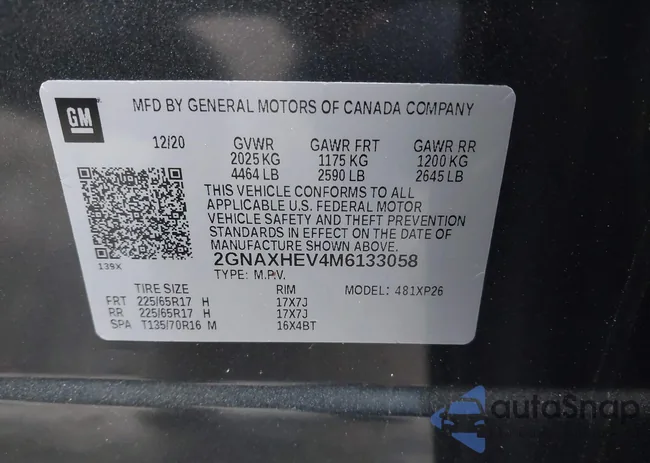 GM
MFD BY GENERAL MOTORS OF CANADA COMPANY
12/20 GVWR GAWR FRT GAWR RR
2025 KG 1175 KG 1200 KG
4464 LB 2590 LB 2645 LB
THIS VEHICLE CONFORMS TO ALL
APPLICABLE U.S. FEDERAL MOTOR
VEHICLE SAFETY AND THEFT PREVENTION
STANDARDS IN EFFECT ON THE DATE OF
MANUFACTURE SHOWN ABOVE.
139X
2GNAXHEV4M6133058
TYPE: M.P.V. MODEL: 481XP26
TIRE SIZE RIM
FRT 225/65R17 H 17X7J
RR 225/65R17 H 17X7J
SPA T135/70R16 M 16X4BT
autoSnap